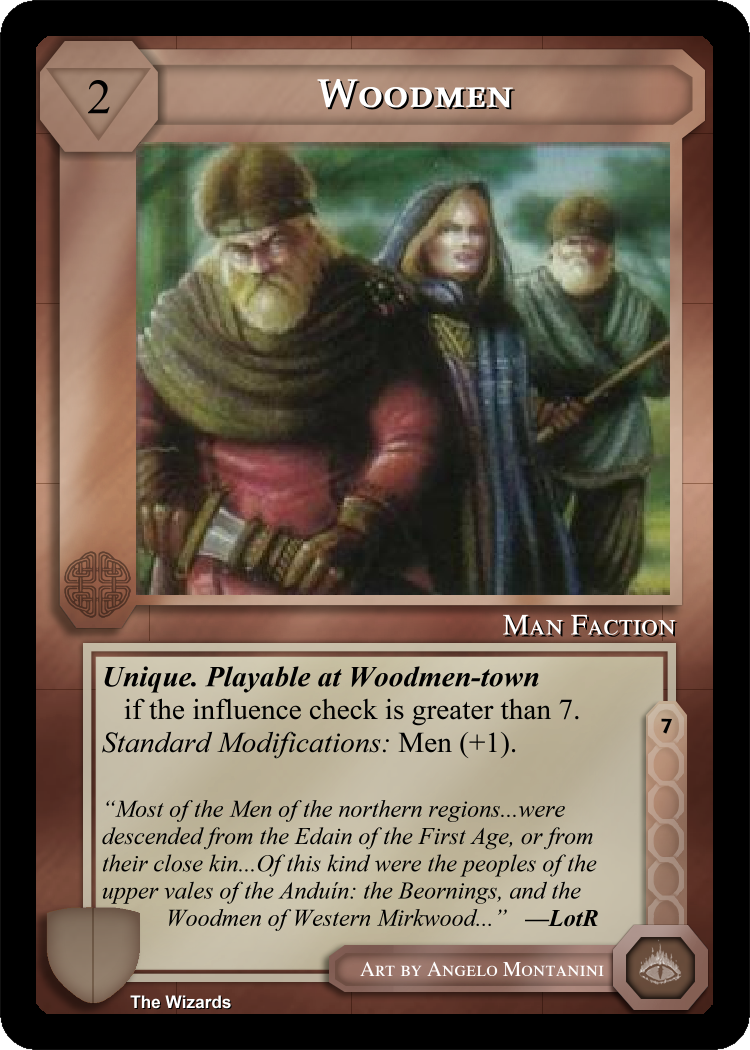 2
Woodmen
Man Faction
Unique. Playable at Woodmen-town
if the influence check is greater than 7.
Standard Modifications: Men (+1).
7
“Most of the Men of the northern regions...were
descended from the Edain of the First Age, or from
their close kin...Of this kind were the peoples of the
upper vales of the Anduín: the Beornings, and the
Woodmen of Western Mirkwood...” —LotR
Art by Angelo Montanini
The Wizards